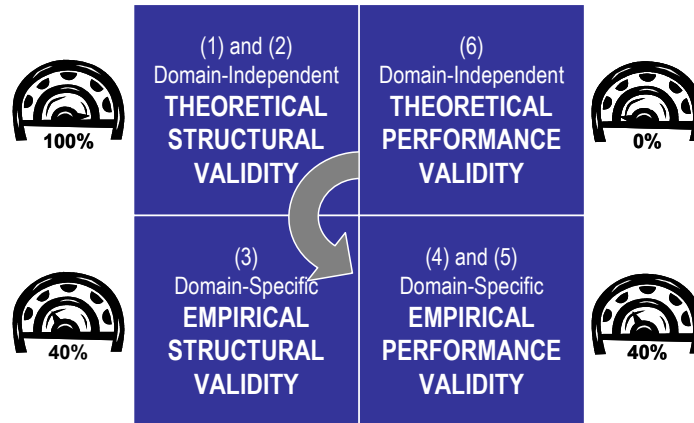 (1) and (2)
Domain-Independent
THEORETICAL
STRUCTURAL
VALIDITY
(6)
Domain-Independent
THEORETICAL
PERFORMANCE
VALIDITY
100%
0%
(3)
Domain-Specific
EMPIRICAL
STRUCTURAL
VALIDITY
(4) and (5)
Domain-Specific
EMPIRICAL
PERFORMANCE
VALIDITY
40%
40%